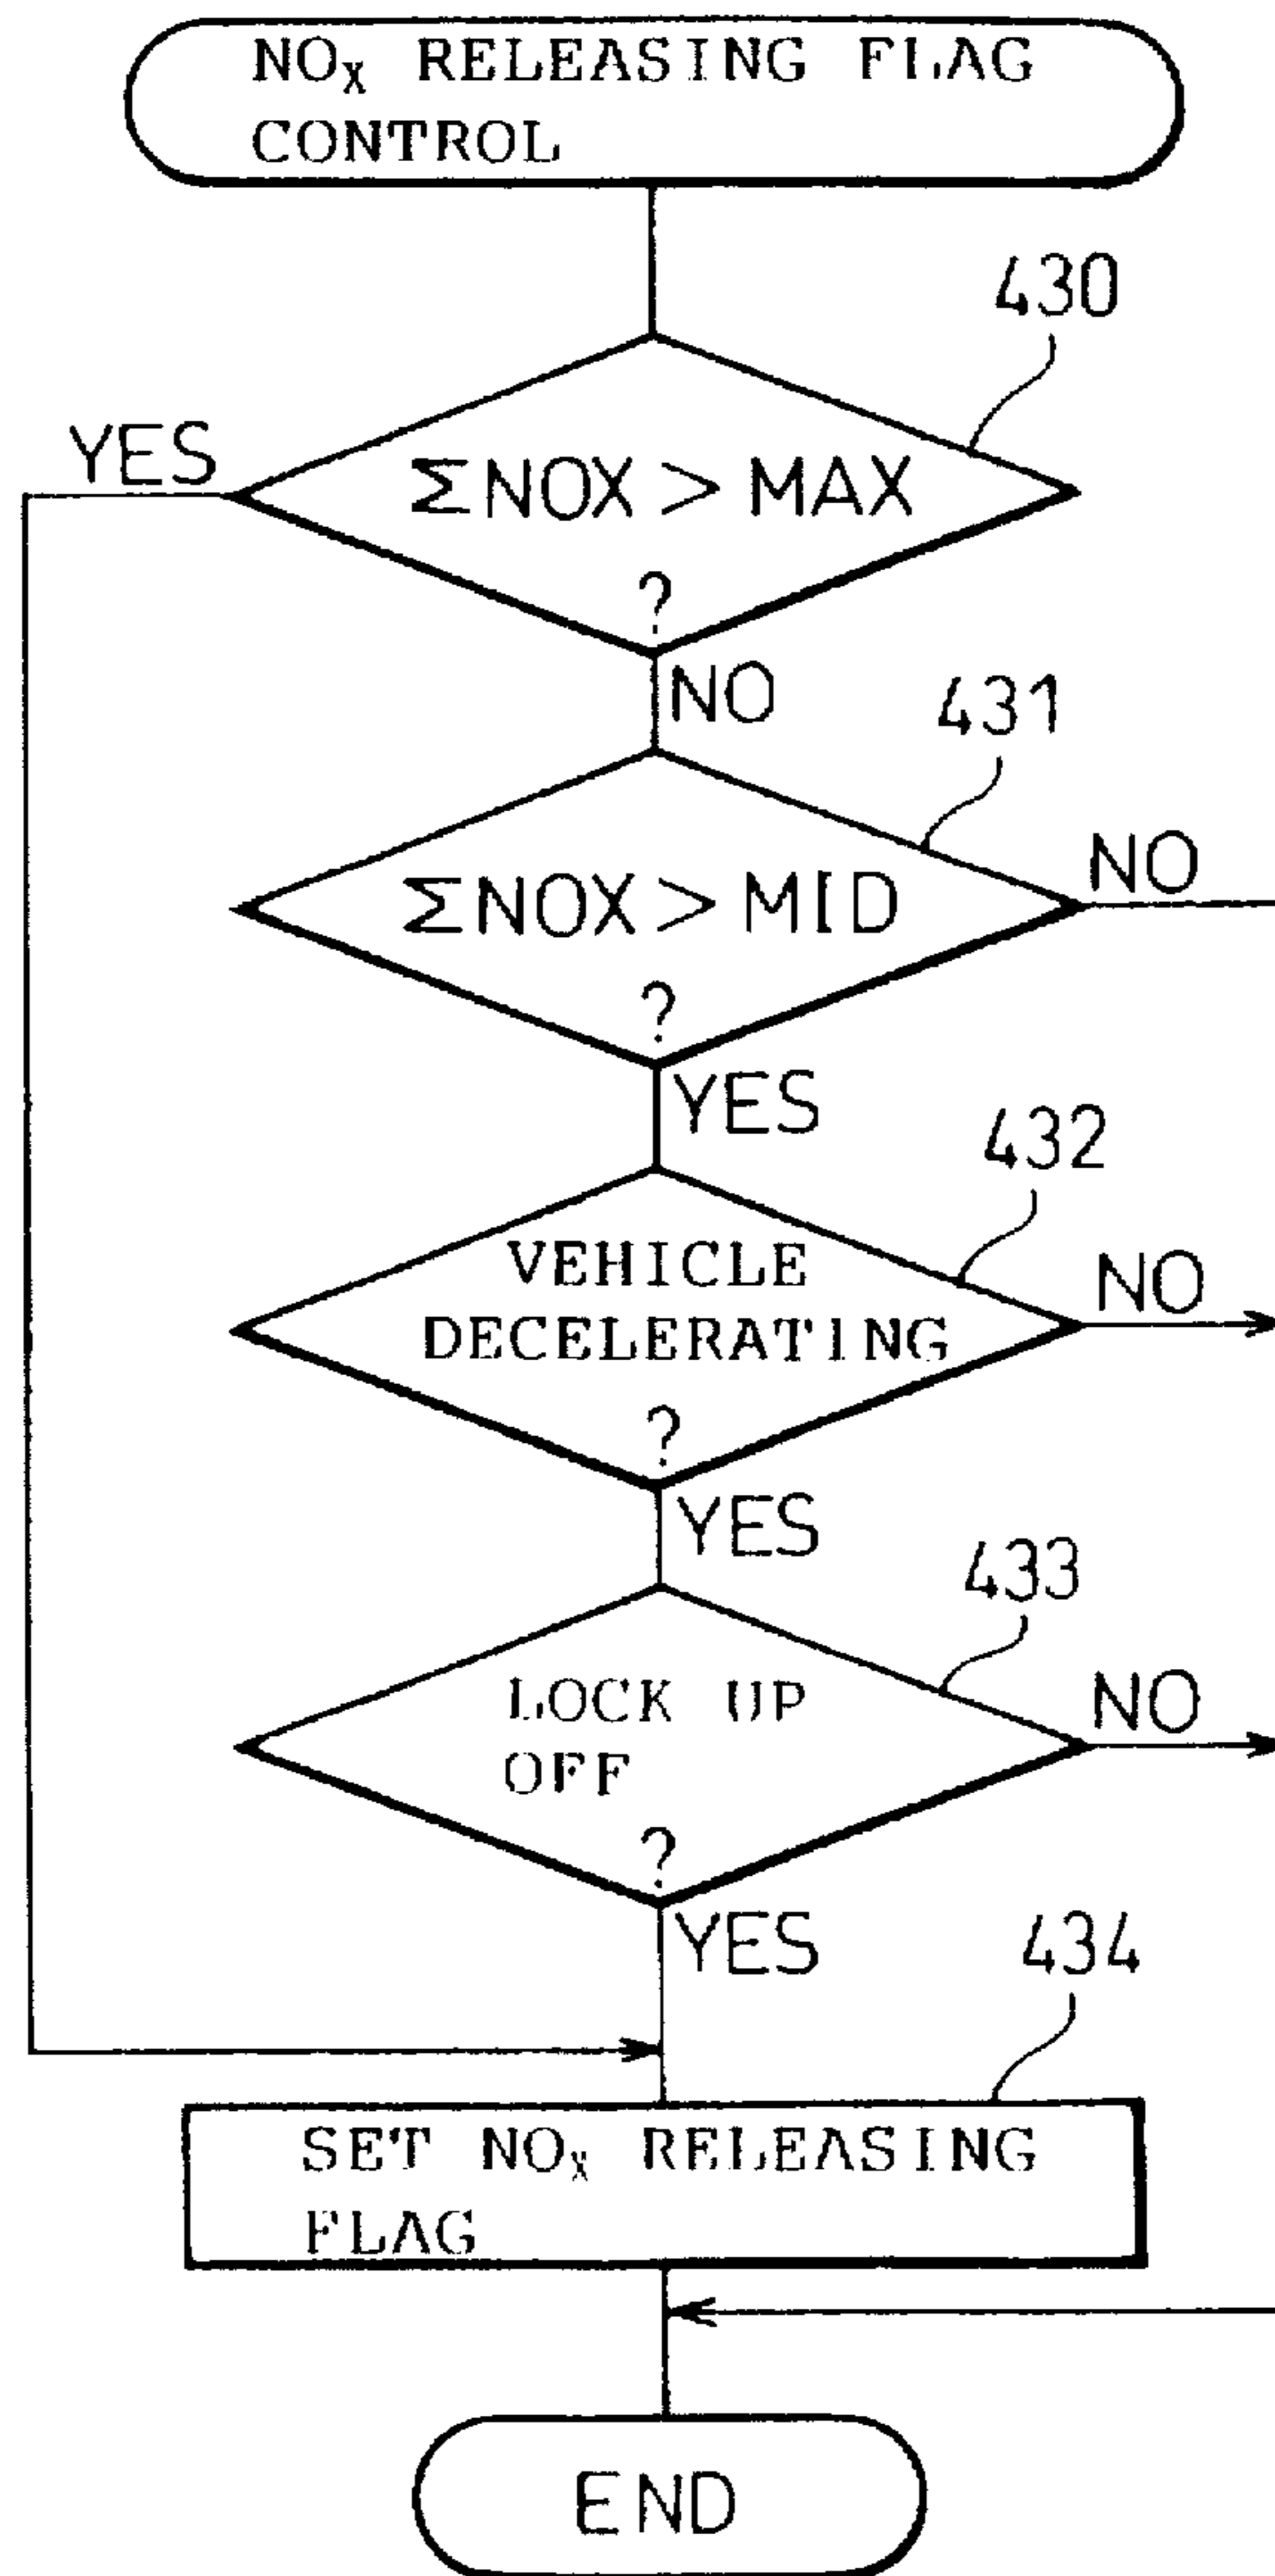 NOx RELEASING FLAG
CONTROL
430
YES
ΣNOX > MAX
?
NO
431
ΣNOX > MID
?
NO
YES
432
VEHICLE
DECELERATING
?
NO
YES
433
LOCK UP
OFF
?
NO
YES
434
SET NOx RELEASING
FLAG
END